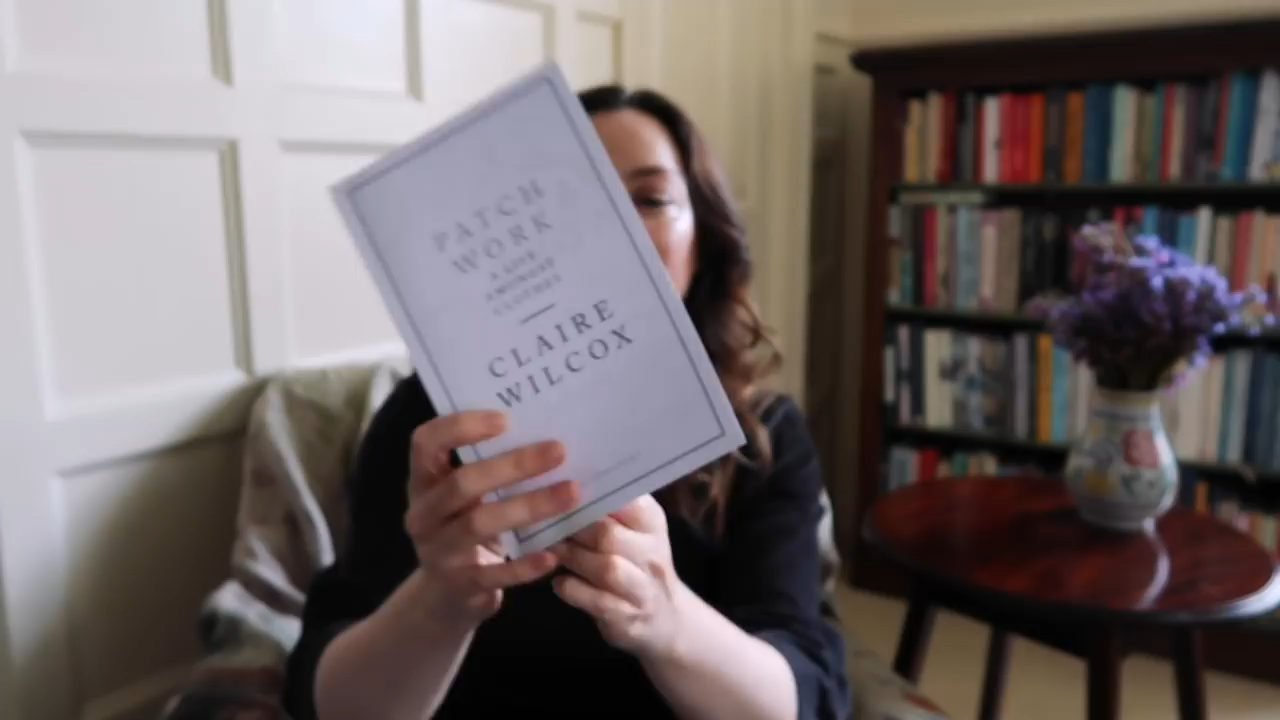 PATCH
WORK
A LIFE
AMONGST
CLOTHES
CLAIRE
WILCOX